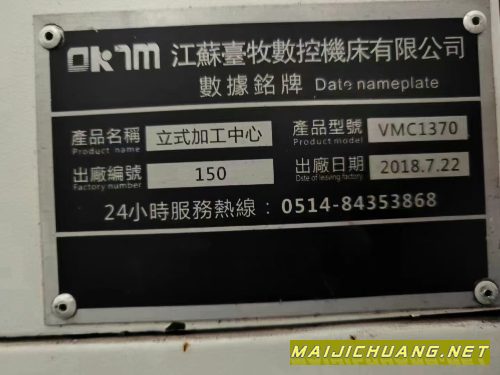 OKTM 江蘇臺牧數控機床有限公司
數據銘牌 Date nameplate
產品名稱 立式加工中心 產品型號 VMC1370
Product name Product model
出廠編號 150 出廠日期 2018.7.22
Factory number Date of leaving factory
24小時服務熱線：0514-84353868
MAIJICHUANG.NET